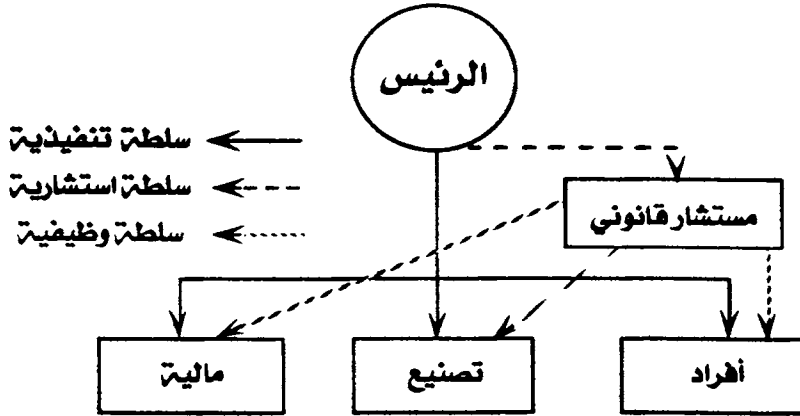 الرئيس
سلطة تنفيذية
سلطة استشارية
سلطة وظيفية
مستشار قانوني
أفراد
تصنيع
مالية